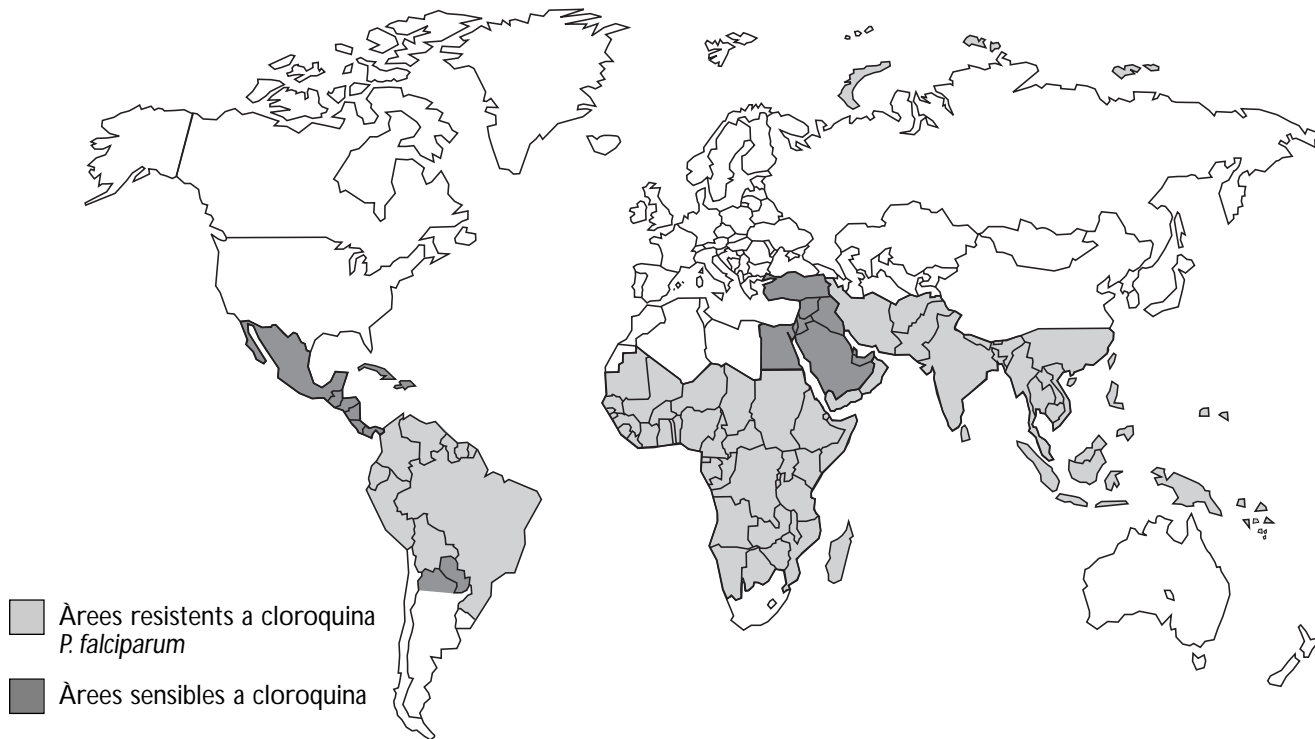 Àrees resistents a cloroquina
P. falciparum
Àrees sensibles a cloroquina